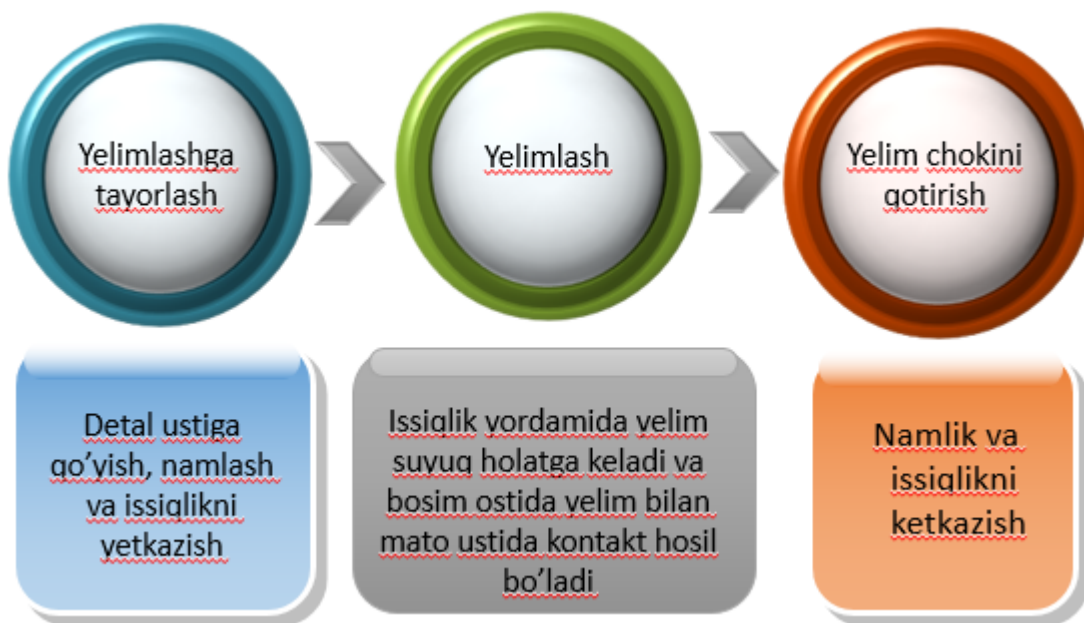 Yelimlashga
tayorlash
Yelimlash
Yelim chokini
qotirish
Detal ustiga
qo’yish, namlash
va issiqlikni
yetkazish
Issiqlik yordamida yelim
suyuq holatga keladi va
bosim ostida yelim bilan
mato ustida kontakt hosil
bo’ladi
Namlik va
issiqlikni
ketkazish